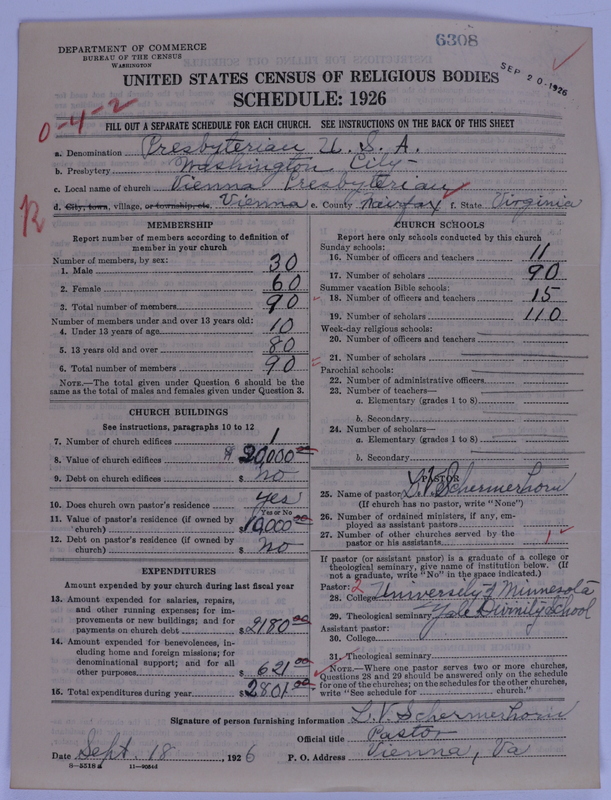 6308
DEPARTMENT OF COMMERCE
BUREAU OF THE CENSUS
WASHINGTON
SEP 20 1926
UNITED STATES CENSUS OF RELIGIOUS BODIES
SCHEDULE: 1926
0-4-2
FILL OUT A SEPARATE SCHEDULE FOR EACH CHURCH. SEE INSTRUCTIONS ON THE BACK OF THIS SHEET
a. Denomination Presbyterian U.S.A.
b. Presbytery Washington City
c. Local name of church Vienna Presbyterian
d. City, town, village, or township, etc. Vienna e. County Fairfax f. State Virginia
MEMBERSHIP
Report number of members according to definition of member in your church
Number of members, by sex:
1. Male 30
2. Female 60
3. Total number of members 90
Number of members under and over 13 years old:
4. Under 13 years of age 10
5. 13 years old and over 80
6. Total number of members 90
NOTE.—The total given under Question 6 should be the same as the total of males and females given under Question 3.
CHURCH BUILDINGS
See instructions, paragraphs 10 to 12
7. Number of church edifices 1
8. Value of church edifices $ 20,000.00
9. Debt on church edifices $ no
10. Does church own pastor's residence yes
Yes or No
11. Value of pastor's residence (if owned by church) $ 10,000.00
12. Debt on pastor's residence (if owned by church) $ No
EXPENDITURES
Amount expended by your church during last fiscal year
13. Amount expended for salaries, repairs, and other running expenses; for improvements or new buildings; and for payments on church debt $ 2180.00
14. Amount expended for benevolences, including home and foreign missions; for denominational support; and for all other purposes $ 621.00
15. Total expenditures during year $ 2801.00
CHURCH SCHOOLS
Report here only schools conducted by this church
Sunday schools:
16. Number of officers and teachers 11
17. Number of scholars 90
Summer vacation Bible schools:
18. Number of officers and teachers 15
19. Number of scholars 110
Week-day religious schools:
20. Number of officers and teachers
21. Number of scholars
Parochial schools:
22. Number of administrative officers
23. Number of teachers—
a. Elementary (grades 1 to 8)
b. Secondary
24. Number of scholars—
a. Elementary (grades 1 to 8)
b. Secondary
PASTOR
25. Name of pastor L.V. Schermerhorn
(If church has no pastor, write "None")
26. Number of ordained ministers, if any, employed as assistant pastors
27. Number of other churches served by the pastor or his assistants 1
If pastor (or assistant pastor) is a graduate of a college or theological seminary, give name of institution below. (If not a graduate, write "No" in the space indicated.)
Pastor: 2
28. College University of Minnesota
29. Theological seminary Yale Divinity School
Assistant pastor:
30. College
31. Theological seminary
NOTE.—Where one pastor serves two or more churches, Questions 28 and 29 should be answered only on the schedule for one of the churches; on the schedules for the other churches, write "See schedule for church."
Signature of person furnishing information L.V. Schermerhorn
Official title Pastor
Date Sept. 18, 1926 P. O. Address Vienna, Va
8—5518a 11—9054d